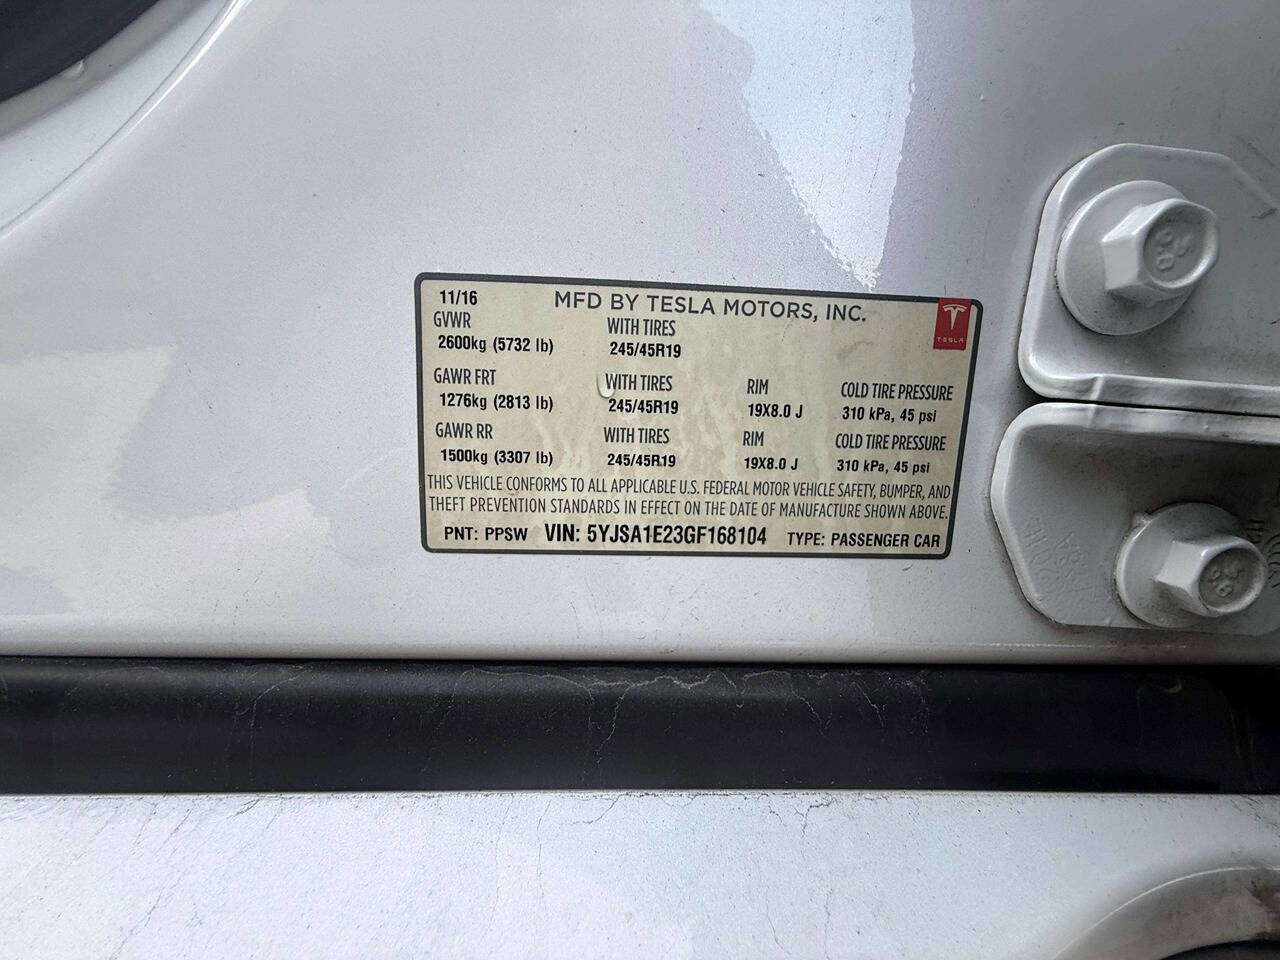 11/16 MFD BY TESLA MOTORS, INC.
TESLA
GVWR WITH TIRES
2600kg (5732 lb) 245/45R19
GAWR FRT WITH TIRES RIM COLD TIRE PRESSURE
1276kg (2813 lb) 245/45R19 19X8.0 J 310 kPa, 45 psi
GAWR RR WITH TIRES RIM COLD TIRE PRESSURE
1500kg (3307 lb) 245/45R19 19X8.0 J 310 kPa, 45 psi
THIS VEHICLE CONFORMS TO ALL APPLICABLE U.S. FEDERAL MOTOR VEHICLE SAFETY, BUMPER, AND
THEFT PREVENTION STANDARDS IN EFFECT ON THE DATE OF MANUFACTURE SHOWN ABOVE.
PNT: PPSW VIN: 5YJSA1E23GF168104 TYPE: PASSENGER CAR